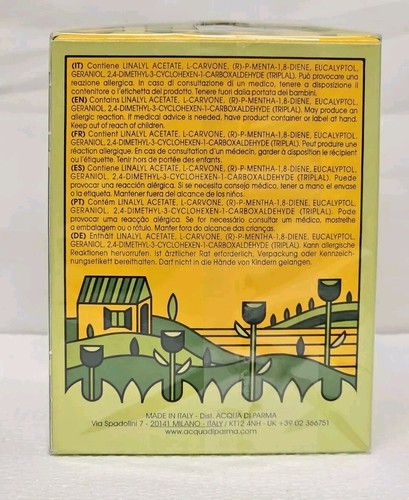 (IT) Contiene LINALYL ACETATE, L-CARVONE, (R)-P-MENTA-1,8-DIENE, EUCALYPTOL,
GERANIOL, 2,4-DIMETHYL-3-CYCLOHEXEN-1-CARBOXALDEHYDE (TRIPLAL). Può provocare una
reazione allergica. In caso di consultazione di un medico, tenere a disposizione il
contenitore o l'etichetta del prodotto. Tenere fuori dalla portata dei bambini.
(EN) Contains LINALYL ACETATE, L-CARVONE, (R)-P-MENTHA-1,8-DIENE, EUCALYPTOL,
GERANIOL, 2,4-DIMETHYL-3-CYCLOHEXEN-1-CARBOXALDEHYDE (TRIPLAL). May produce an
allergic reaction. If medical advice is needed, have product container or label at hand.
Keep out of reach of children.
(FR) Contient LINALYL ACETATE, L-CARVONE, (R)-P-MENTHA-1,8-DIENE, EUCALYPTOL,
GERANIOL, 2,4-DIMETHYL-3-CYCLOHEXEN-1-CARBOXALDEHYDE (TRIPLAL). Peut produire une
réaction allergique. En cas de consultation d'un médecin, garder à disposition le récipient
ou l'étiquette. Tenir hors de portée des enfants.
(ES) Contiene LINALYL ACETATE, L-CARVONE, (R)-P-MENTHA-1,8-DIENE, EUCALYPTOL,
GERANIOL, 2,4-DIMETHYL-3-CYCLOHEXEN-1-CARBOXALDEHYDE (TRIPLAL). Puede
provocar una reacción alérgica. Si se necesita consejo médico, tener a mano el envase
o la etiqueta. Mantener fuera del alcance de los niños.
(PT) Contém LINALYL ACETATE, L-CARVONE, (R)-P-MENTHA-1,8-DIENE, EUCALYPTOL,
GERANIOL, 2,4-DIMETHYL-3-CYCLOHEXEN-1-CARBOXALDEHYDE (TRIPLAL). Pode
provocar uma reação alérgica. Se for necessário consultar um médico, mostre
a embalagem ou o rótulo. Manter fora do alcance das crianças.
(DE) Enthält LINALYL ACETATE, L-CARVONE, (R)-P-MENTHA-1,8-DIENE, EUCALYPTOL,
GERANIOL, 2,4-DIMETHYL-3-CYCLOHEXEN-1-CARBOXALDEHYDE (TRIPLAL). Kann allergische
Reaktionen hervorrufen. Ist ärztlicher Rat erforderlich, Verpackung oder Kennzeich-
nungsetikett bereithalten. Darf nicht in die Hände von Kindern gelangen.
MADE IN ITALY - Dist. ACQUA DI PARMA
Via Spadolini 7 - 20141 MILANO - ITALY / KT12 4NH - UK +39 02 366751
www.acquadiparma.com